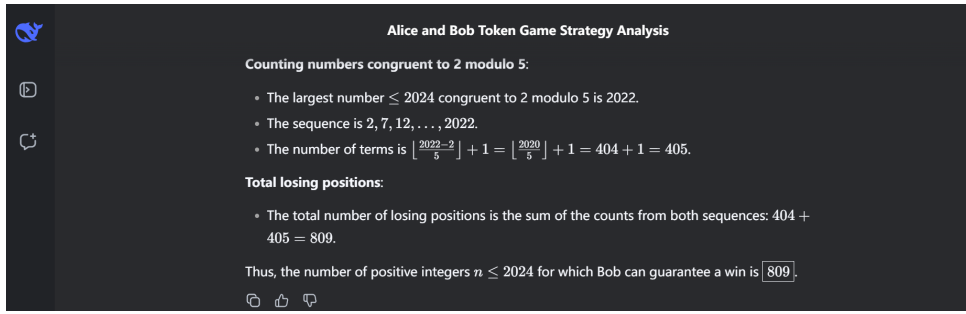 Alice and Bob Token Game Strategy Analysis
Counting numbers congruent to 2 modulo 5:
• The largest number ≤ 2024 congruent to 2 modulo 5 is 2022.
• The sequence is 2, 7, 12, . . . , 2022.
• The number of terms is ⌊(2022−2)/5⌋ + 1 = ⌊2020/5⌋ + 1 = 404 + 1 = 405.
Total losing positions:
• The total number of losing positions is the sum of the counts from both sequences: 404 +
405 = 809.
Thus, the number of positive integers n ≤ 2024 for which Bob can guarantee a win is 809.